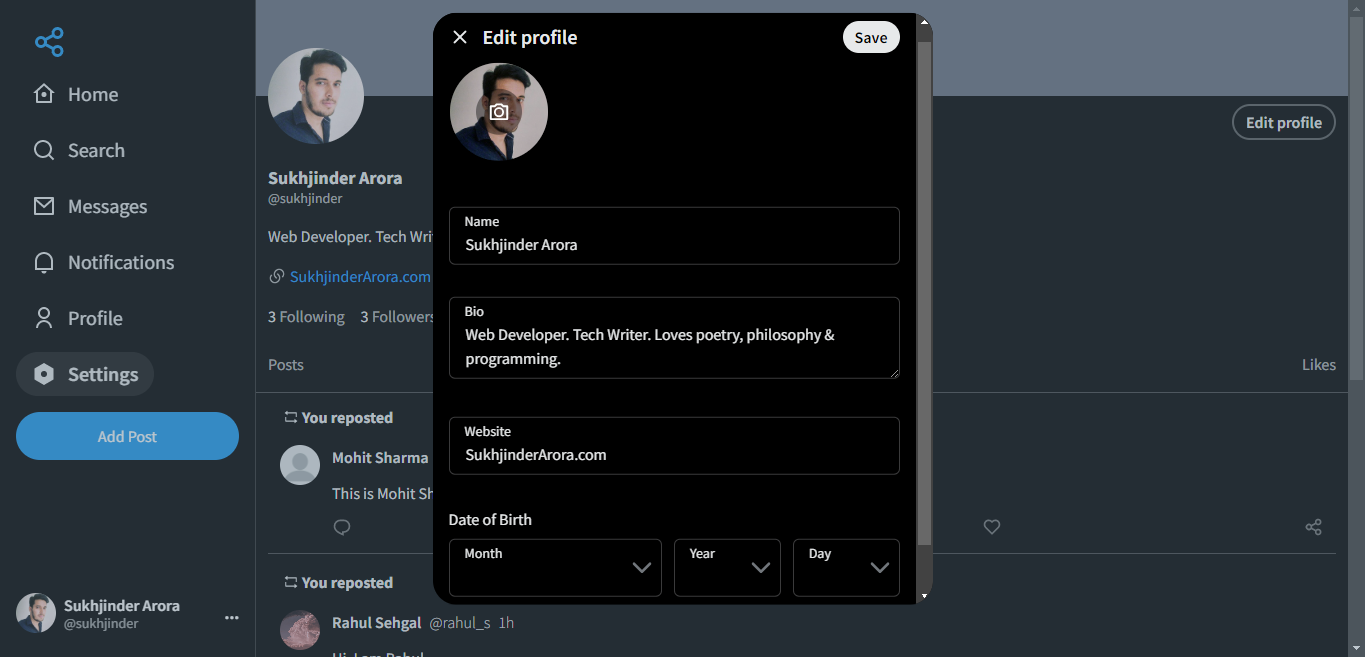 Home
Search
Messages
Notifications
Profile
Settings
Add Post
Sukhjinder Arora
@sukhjinder
...
Edit profile
Sukhjinder Arora
@sukhjinder
Web Developer. Tech
SukhjinderArora.com
3 Following 3 Followers
Posts
Likes
You reposted
Mohit Sharma
This is Mohit
You reposted
Rahul Sehgal @rahul_s 1h
Hi, I am Rahul
Edit profile
Save
Name
Sukhjinder Arora
Bio
Web Developer. Tech Writer. Loves poetry, philosophy &
programming.
Website
SukhjinderArora.com
Date of Birth
Month Year Day